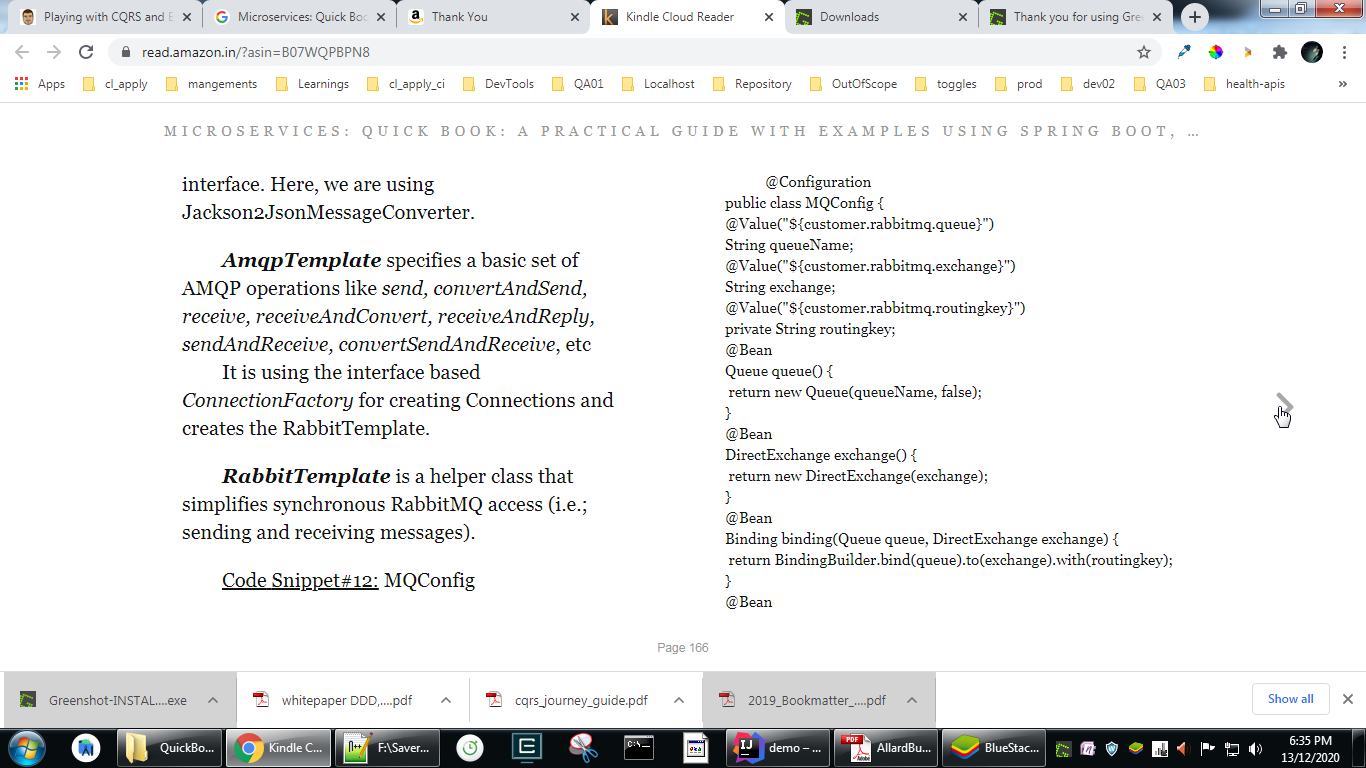 Playing with CQRS and E
Microservices: Quick Boo
Thank You
Kindle Cloud Reader
Downloads
Thank you for using Gre
read.amazon.in/?asin=B07WQPBPN8
Apps
cl_apply
mangements
Learnings
cl_apply_ci
DevTools
QA01
Localhost
Repository
OutOfScope
toggles
prod
dev02
QA03
health-apis
»
MICROSERVICES: QUICK BOOK: A PRACTICAL GUIDE WITH EXAMPLES USING SPRING BOOT, …
interface. Here, we are using
Jackson2JsonMessageConverter.
AmqpTemplate specifies a basic set of
AMQP operations like send, convertAndSend,
receive, receiveAndConvert, receiveAndReply,
sendAndReceive, convertSendAndReceive, etc
It is using the interface based
ConnectionFactory for creating Connections and
creates the RabbitTemplate.
RabbitTemplate is a helper class that
simplifies synchronous RabbitMQ access (i.e.;
sending and receiving messages).
Code Snippet#12: MQConfig
@Configuration
public class MQConfig {
@Value("${customer.rabbitmq.queue}")
String queueName;
@Value("${customer.rabbitmq.exchange}")
String exchange;
@Value("${customer.rabbitmq.routingkey}")
private String routingkey;
@Bean
Queue queue() {
return new Queue(queueName, false);
}
@Bean
DirectExchange exchange() {
return new DirectExchange(exchange);
}
@Bean
Binding binding(Queue queue, DirectExchange exchange) {
return BindingBuilder.bind(queue).to(exchange).with(routingkey);
}
@Bean
Page 166
Greenshot-INSTAL....exe
whitepaper DDD,....pdf
cqrs_journey_guide.pdf
2019_Bookmatter_....pdf
Show all
QuickBo...
Kindle C...
F:\Saver...
demo – ...
AllardBu...
BlueStac...
6:35 PM
13/12/2020